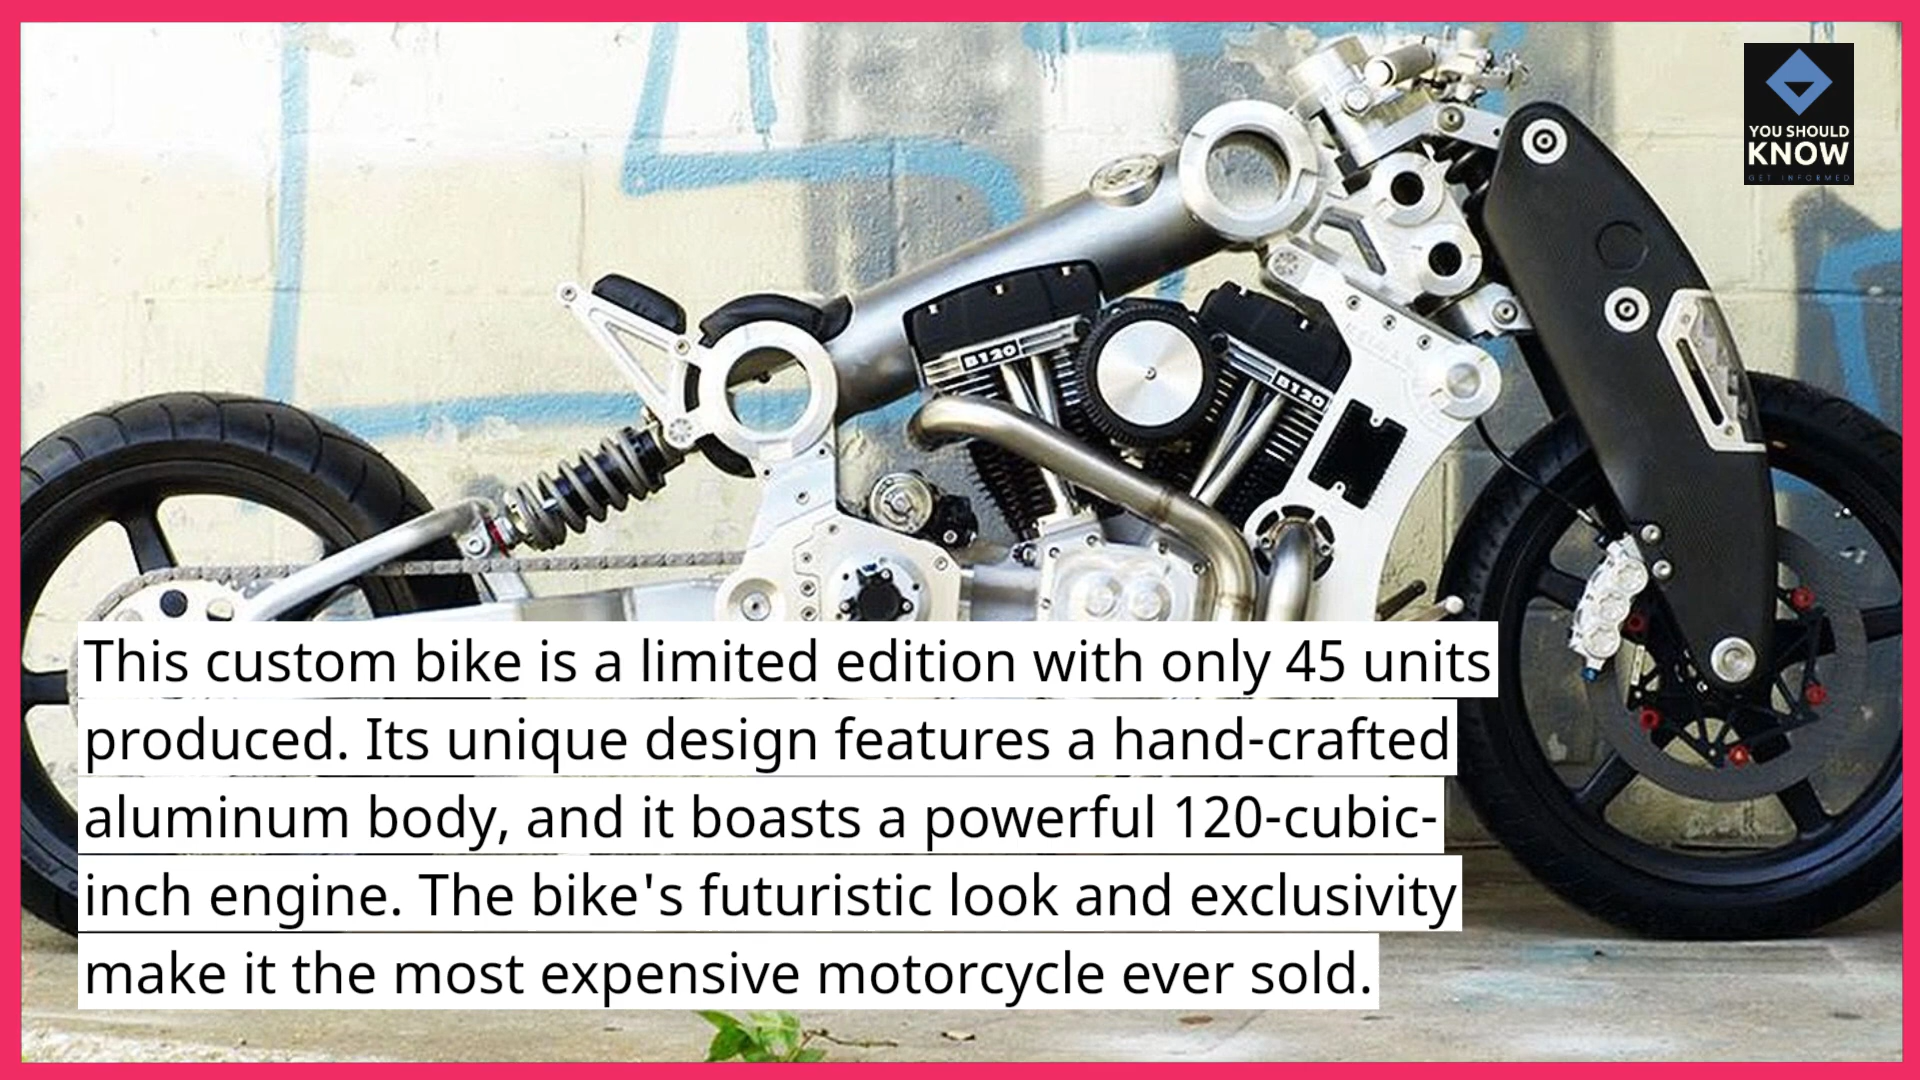 YOU SHOULD
KNOW
GET INFORMED
B120
B120
This custom bike is a limited edition with only 45 units
produced. Its unique design features a hand-crafted
aluminum body, and it boasts a powerful 120-cubic-
inch engine. The bike's futuristic look and exclusivity
make it the most expensive motorcycle ever sold.